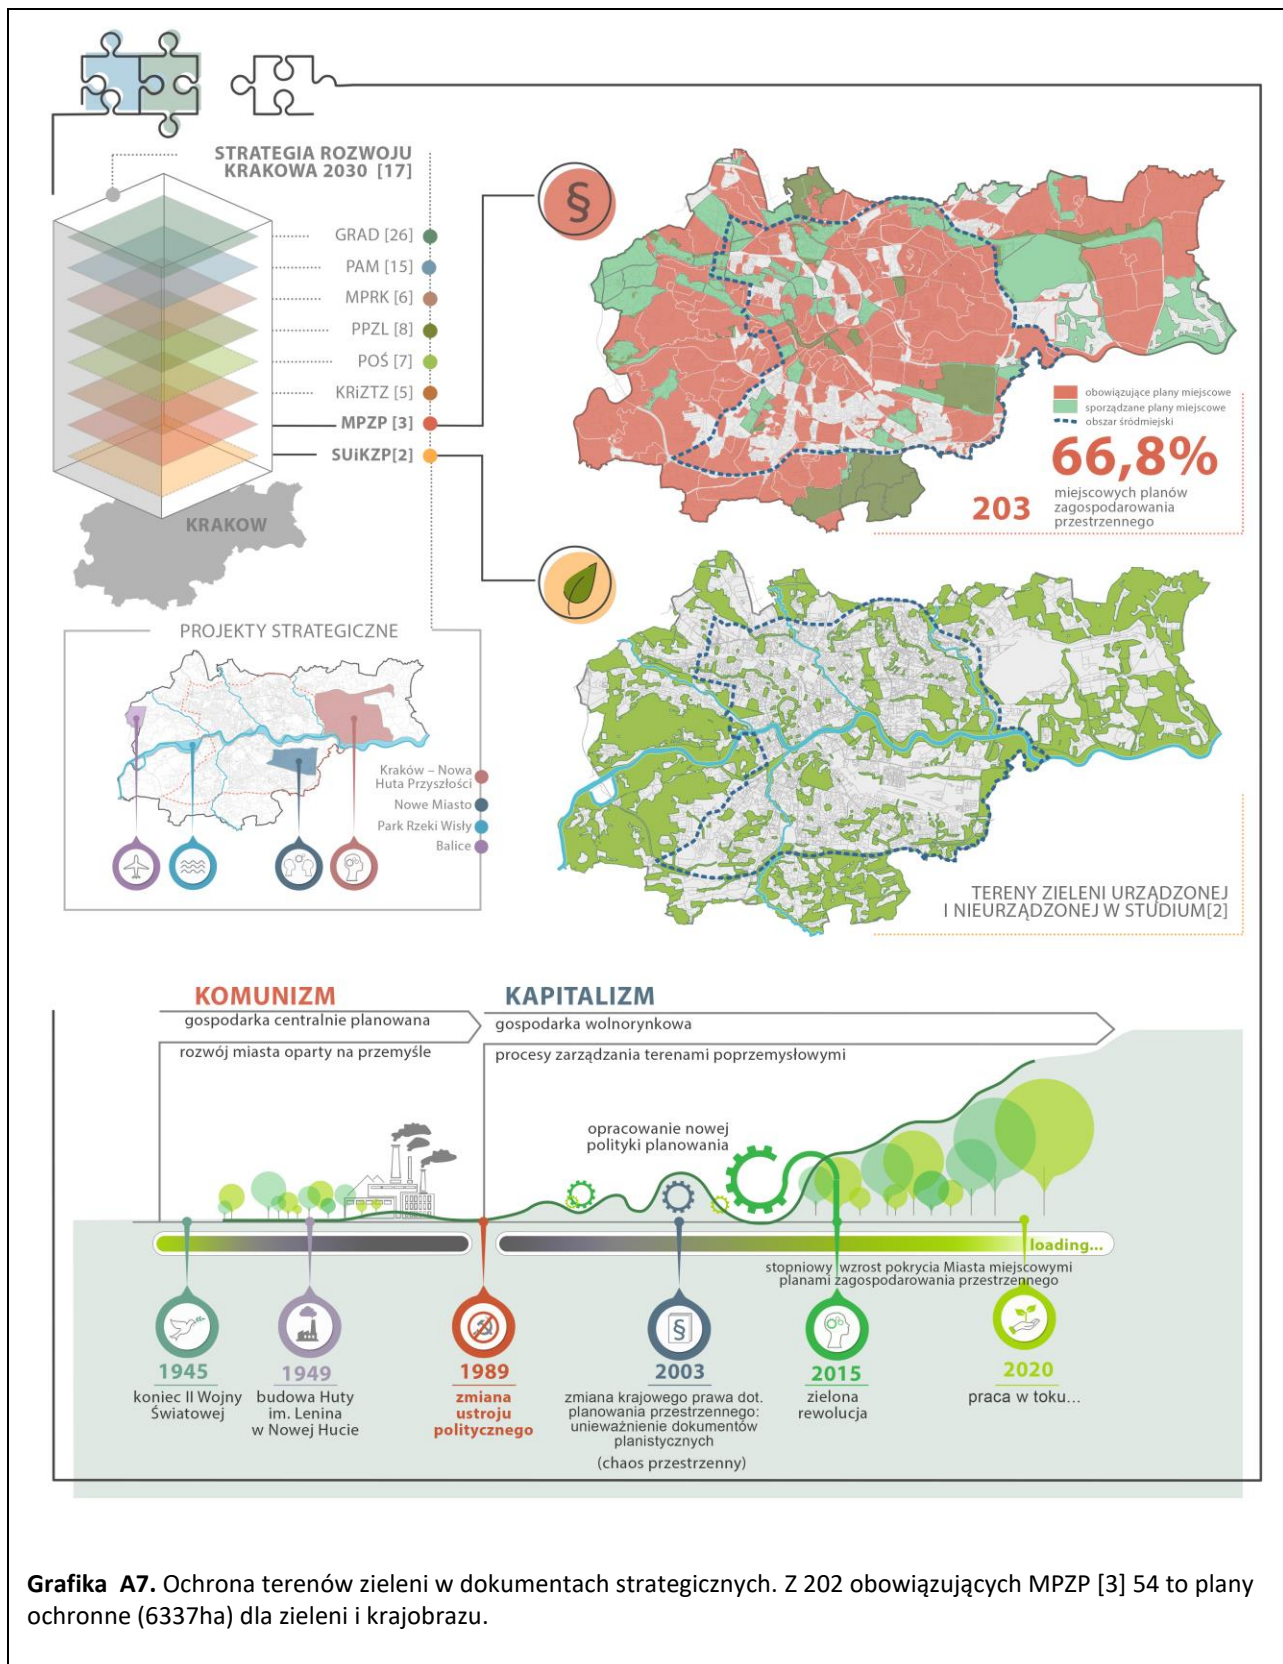 STRATEGIA ROZWOJU
KRAKOWA 2030 [17]
GRAD [26]
PAM [15]
MPRK [6]
PPZL [8]
POŚ [7]
KRiZTZ [5]
MPZP [3]
SUiKZP[2]
KRAKOW
§
obowiązujące plany miejscowe
sporządzane plany miejscowe
obszar śródmiejski
66,8%
203
miejscowych planów
zagospodarowania
przestrzennego
PROJEKTY STRATEGICZNE
Kraków – Nowa
Huta Przyszłości
Nowe Miasto
Park Rzeki Wisły
Balice
TERENY ZIELENI URZĄDZONEJ
I NIEURZĄDZONEJ W STUDIUM[2]
KOMUNIZM
gospodarka centralnie planowana
rozwój miasta oparty na przemyśle
KAPITALIZM
gospodarka wolnorynkowa
procesy zarządzania terenami poprzemysłowymi
opracowanie nowej
polityki planowania
loading...
stopniowy wzrost pokrycia Miasta miejscowymi
planami zagospodarowania przestrzennego
§
1945
koniec II Wojny
Światowej
1949
budowa Huty
im. Lenina
w Nowej Hucie
1989
zmiana
ustroju
politycznego
2003
zmiana krajowego prawa dot.
planowania przestrzennego:
unieważnienie dokumentów
planistycznych
(chaos przestrzenny)
2015
zielona
rewolucja
2020
praca w toku...
Grafika A7. Ochrona terenów zieleni w dokumentach strategicznych. Z 202 obowiązujących MPZP [3] 54 to plany
ochronne (6337ha) dla zieleni i krajobrazu.